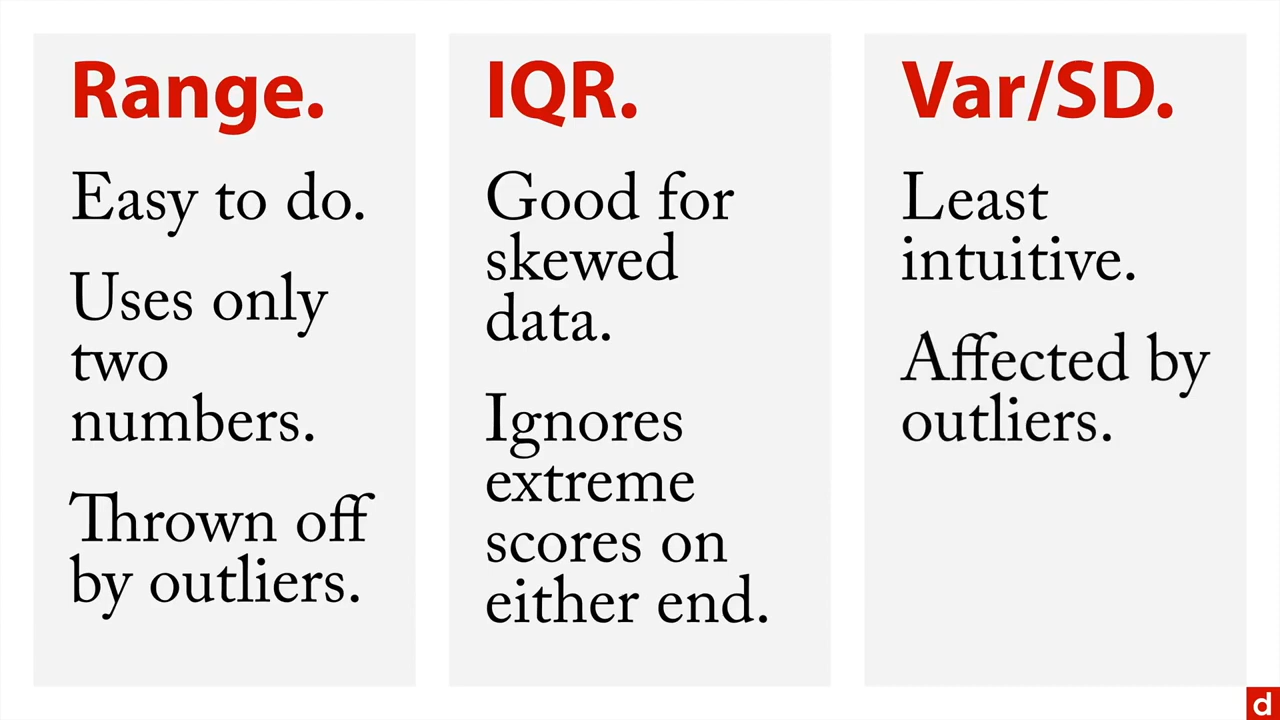 Range.
Easy to do.
Uses only
two
numbers.
Thrown off
by outliers.
IQR.
Good for
skewed
data.
Ignores
extreme
scores on
either end.
Var/SD.
Least
intuitive.
Affected by
outliers.
d